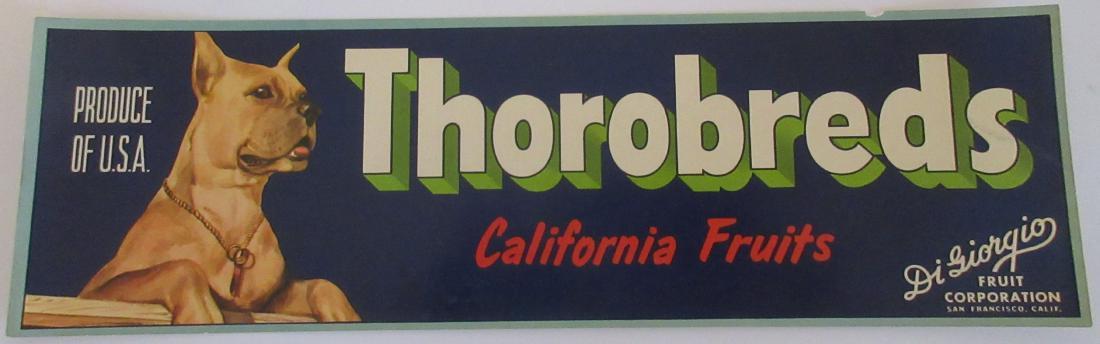 PRODUCE
OF U.S.A.
Thorobreds
California Fruits
Di Giorgio
FRUIT
CORPORATION
SAN FRANCISCO, CALIF.